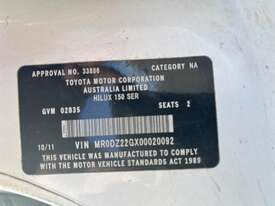 APPROVAL NO. 33886 CATEGORY NA
TOYOTA MOTOR CORPORATION
AUSTRALIA LIMITED
HILUX 150 SER
GVM 02835 SEATS 2
10/11 VIN MR0DZ22GX00020092
THIS VEHICLE WAS MANUFACTURED TO COMPLY
WITH THE MOTOR VEHICLE STANDARDS ACT 1989